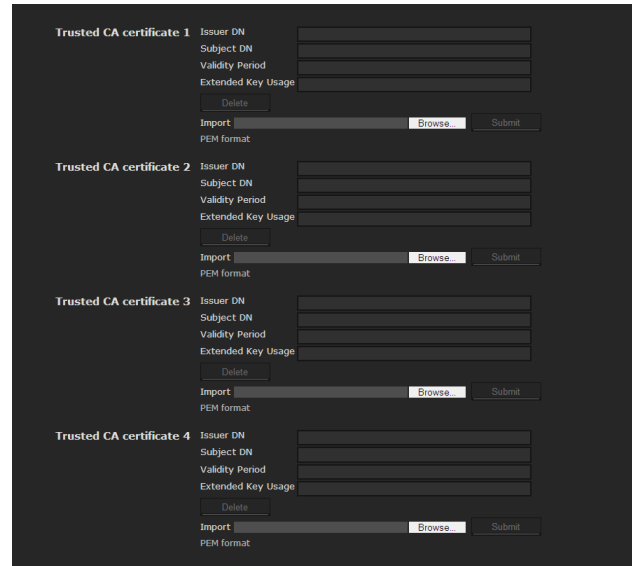 Trusted CA certificate 1 Issuer DN
Subject DN
Validity Period
Extended Key Usage
Delete
Import Browse... Submit
PEM format
Trusted CA certificate 2 Issuer DN
Subject DN
Validity Period
Extended Key Usage
Delete
Import Browse... Submit
PEM format
Trusted CA certificate 3 Issuer DN
Subject DN
Validity Period
Extended Key Usage
Delete
Import Browse... Submit
PEM format
Trusted CA certificate 4 Issuer DN
Subject DN
Validity Period
Extended Key Usage
Delete
Import Browse... Submit
PEM format